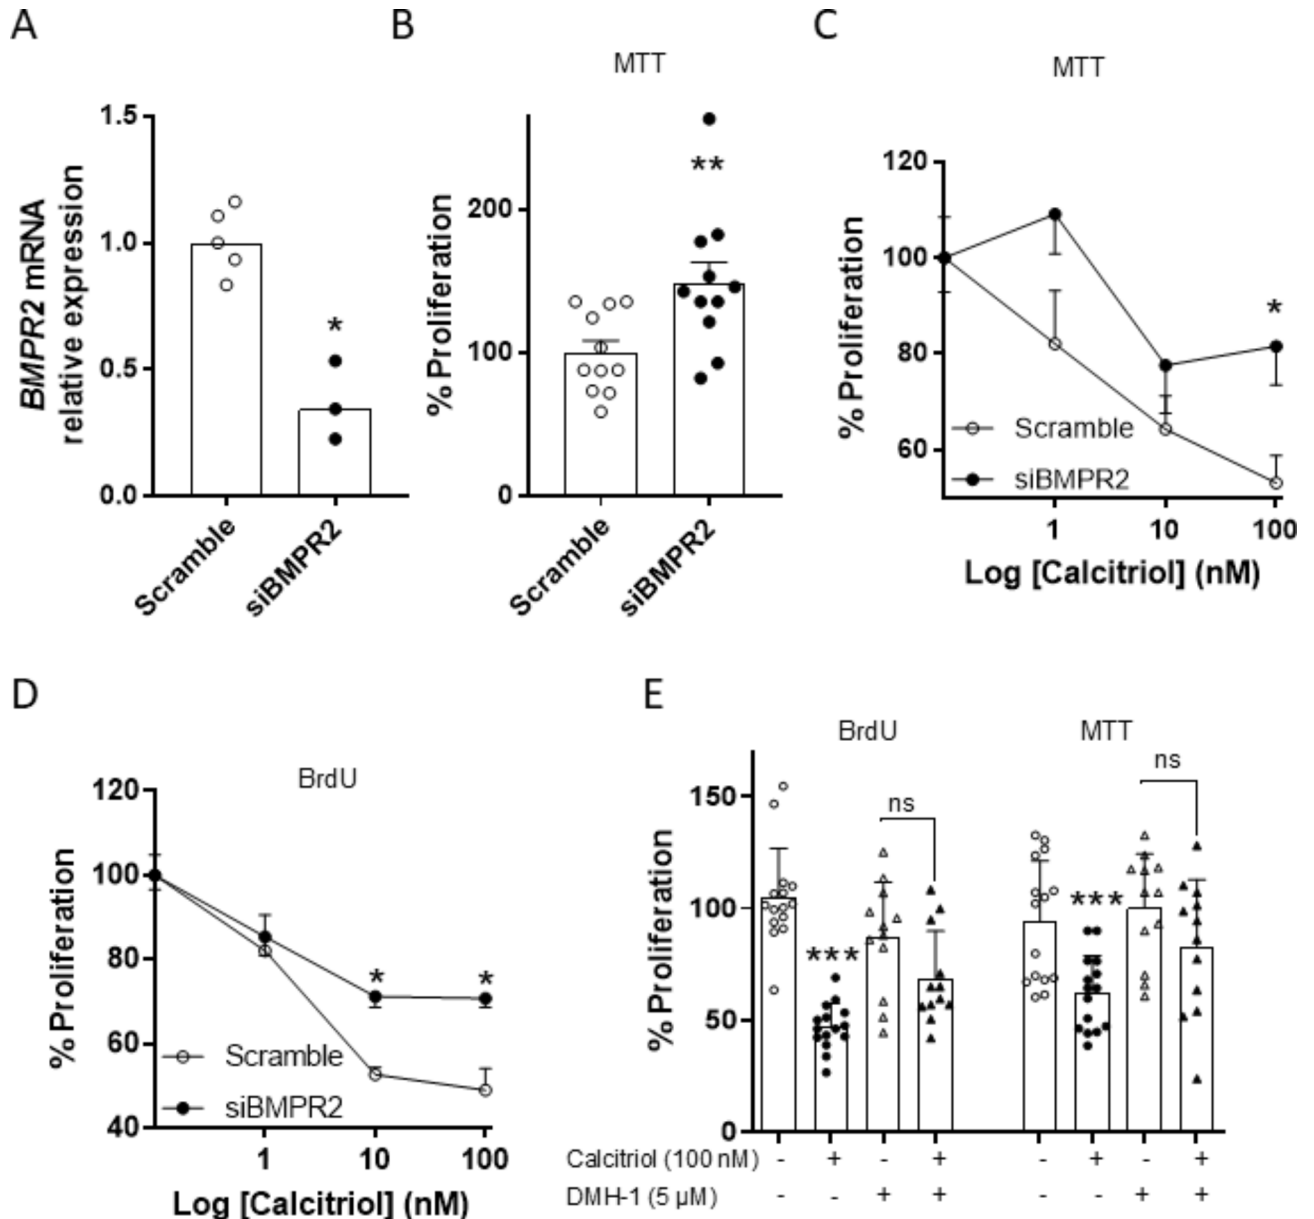 A
BMPR2 mRNA
relative expression
1.5
1.0
0.5
0.0
*
Scramble
siBMPR2
B
MTT
% Proliferation
200
100
0
**
Scramble
siBMPR2
C
MTT
% Proliferation
120
100
80
60
*
Scramble
siBMPR2
1 10 100
Log [Calcitriol] (nM)
D
BrdU
% Proliferation
120
100
80
60
40
* *
Scramble
siBMPR2
1 10 100
Log [Calcitriol] (nM)
E
BrdU MTT
% Proliferation
150
100
50
0
ns ns
*** ***
Calcitriol (100 nM) - + - + - + - +
DMH-1 (5 µM) - - + + - - + +